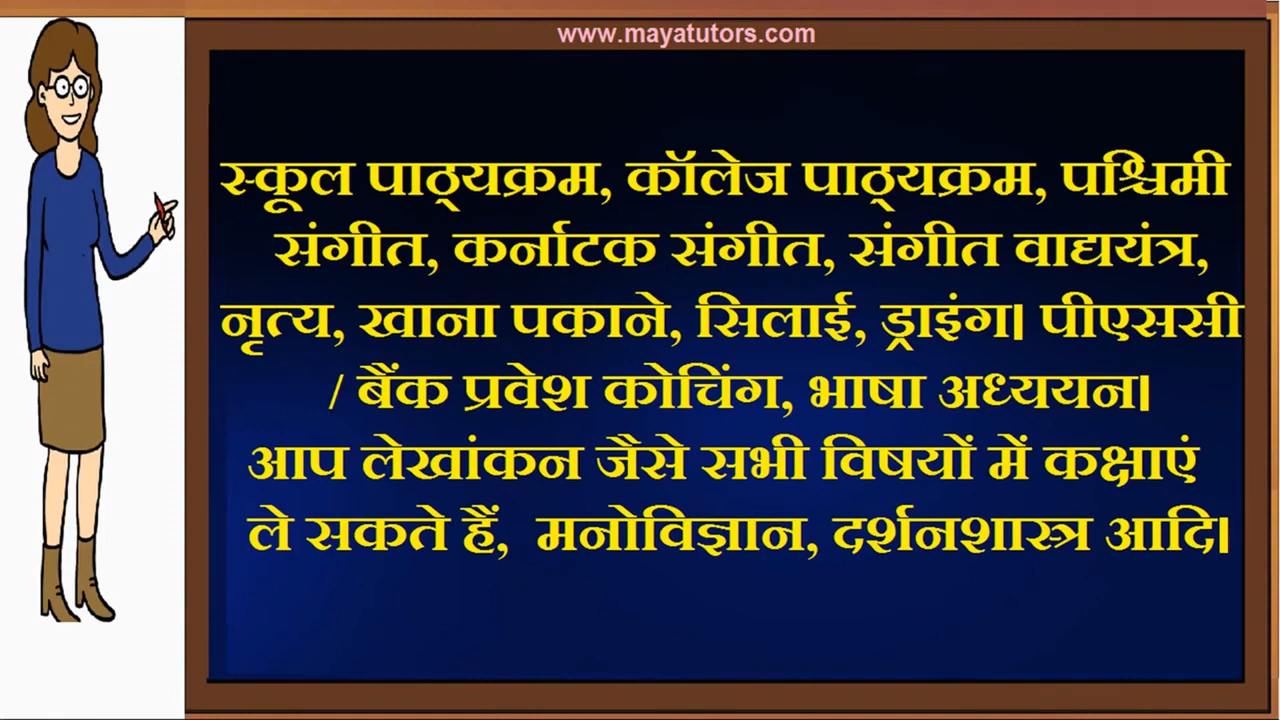 www.mayatutors.com
स्कूल पाठ्यक्रम, कॉलेज पाठ्यक्रम, पश्चिमी
संगीत, कर्नाटक संगीत, संगीत वाद्ययंत्र,
नृत्य, खाना पकाने, सिलाई, ड्राइंग। पीएससी
/ बैंक प्रवेश कोचिंग, भाषा अध्ययन।
आप लेखांकन जैसे सभी विषयों में कक्षाएं
ले सकते हैं, मनोविज्ञान, दर्शनशास्त्र आदि।